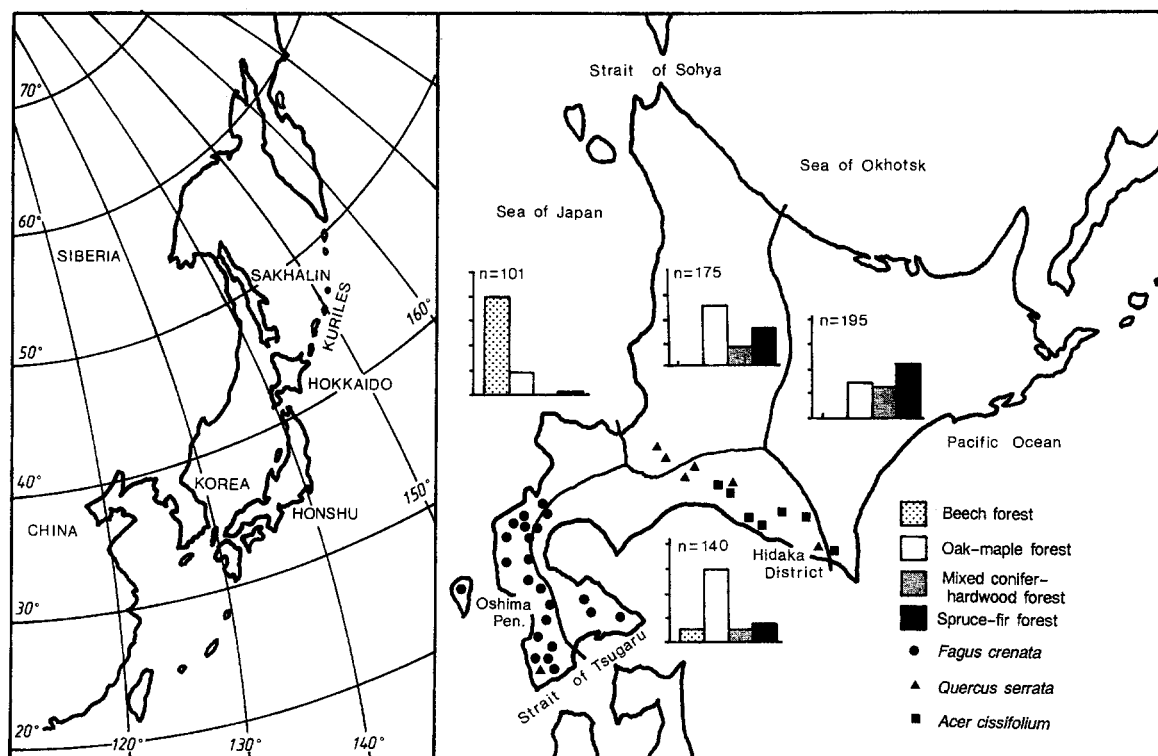 70°
60°
SIBERIA
SAKHALIN
KURILES
160°
50°
HOKKAIDO
40°
KOREA
150°
CHINA
HONSHU
30°
20°
120°
130°
140°
Strait of Sohya
Sea of Okhotsk
Sea of Japan
n=101
n=175
n=195
Pacific Ocean
n=140
Hidaka
District
Oshima
Pen.
Strait of Tsugaru
Beech forest
Oak-maple forest
Mixed conifer-
hardwood forest
Spruce-fir forest
Fagus crenata
Quercus serrata
Acer cissifolium